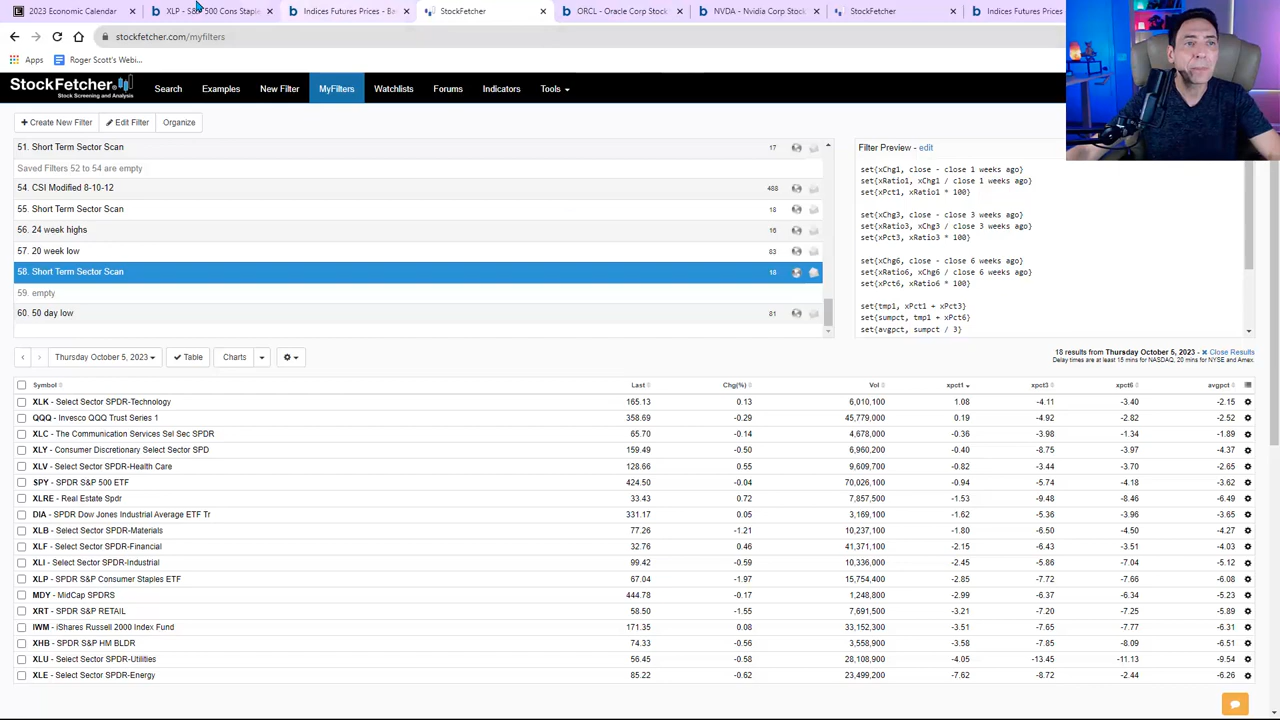 2023 Economic Calendar
XLP - S&P 500 Cons Staple
Indices Futures Prices - Ba
StockFetcher
ORCL - Oracle Corp Stock
NVDA - Nvidia Corp Stock
StockFetcher
Indices Futures Prices
stockfetcher.com/myfilters
Apps
Roger Scott's Webi...
StockFetcher
Stock Screening and Analysis
Search
Examples
New Filter
MyFilters
Watchlists
Forums
Indicators
Tools
+ Create New Filter
Edit Filter
Organize
51. Short Term Sector Scan 17
Saved Filters 52 to 54 are empty
54. CSI Modified 8-10-12 488
55. Short Term Sector Scan 18
56. 24 week highs 16
57. 20 week low 83
58. Short Term Sector Scan 18
59. empty
60. 50 day low 81
Filter Preview - edit
set{xChg1, close - close 1 weeks ago}
set{xRatio1, xChg1 / close 1 weeks ago}
set{xPct1, xRatio1 * 100}
set{xChg3, close - close 3 weeks ago}
set{xRatio3, xChg3 / close 3 weeks ago}
set{xPct3, xRatio3 * 100}
set{xChg6, close - close 6 weeks ago}
set{xRatio6, xChg6 / close 6 weeks ago}
set{xPct6, xRatio6 * 100}
set{tmp1, xPct1 + xPct3}
set{sumpct, tmp1 + xPct6}
set{avgpct, sumpct / 3}
Thursday October 5, 2023
Table
Charts
18 results from Thursday October 5, 2023 - × Close Results
Delay times are at least 15 mins for NASDAQ, 20 mins for NYSE and Amex.
Symbol Last Chg(%) Vol xpct1 xpct3 xpct6 avgpct
XLK - Select Sector SPDR-Technology 165.13 0.13 6,010,100 1.08 -4.11 -3.40 -2.15
QQQ - Invesco QQQ Trust Series 1 358.69 -0.29 45,779,000 0.19 -4.92 -2.82 -2.52
XLC - The Communication Services Sel Sec SPDR 65.70 -0.14 4,678,000 -0.36 -3.98 -1.34 -1.89
XLY - Consumer Discretionary Select Sector SPD 159.49 -0.50 6,960,200 -0.40 -8.75 -3.97 -4.37
XLV - Select Sector SPDR-Health Care 128.66 0.55 9,609,700 -0.82 -3.44 -3.70 -2.65
SPY - SPDR S&P 500 ETF 424.50 -0.04 70,026,100 -0.94 -5.74 -4.18 -3.62
XLRE - Real Estate Spdr 33.43 0.72 7,857,500 -1.53 -9.48 -8.46 -6.49
DIA - SPDR Dow Jones Industrial Average ETF Tr 331.17 0.05 3,169,100 -1.62 -5.36 -3.96 -3.65
XLB - Select Sector SPDR-Materials 77.26 -1.21 10,237,100 -1.80 -6.50 -4.50 -4.27
XLF - Select Sector SPDR-Financial 32.76 0.46 41,371,100 -2.15 -6.43 -3.51 -4.03
XLI - Select Sector SPDR-Industrial 99.42 -0.59 10,336,000 -2.45 -5.86 -7.04 -5.12
XLP - SPDR S&P Consumer Staples ETF 67.04 -1.97 15,754,400 -2.85 -7.72 -7.66 -6.08
MDY - MidCap SPDRS 444.78 -0.17 1,248,800 -2.99 -6.37 -6.34 -5.23
XRT - SPDR S&P RETAIL 58.50 -1.55 7,691,500 -3.21 -7.20 -7.25 -5.89
IWM - iShares Russell 2000 Index Fund 171.35 0.08 33,152,300 -3.51 -7.65 -7.77 -6.31
XHB - SPDR S&P HM BLDR 74.33 -0.56 3,558,900 -3.58 -7.85 -8.09 -6.51
XLU - Select Sector SPDR-Utilities 56.45 -0.58 28,108,900 -4.05 -13.45 -11.13 -9.54
XLE - Select Sector SPDR-Energy 85.22 -0.62 23,499,200 -7.62 -8.72 -2.44 -6.26